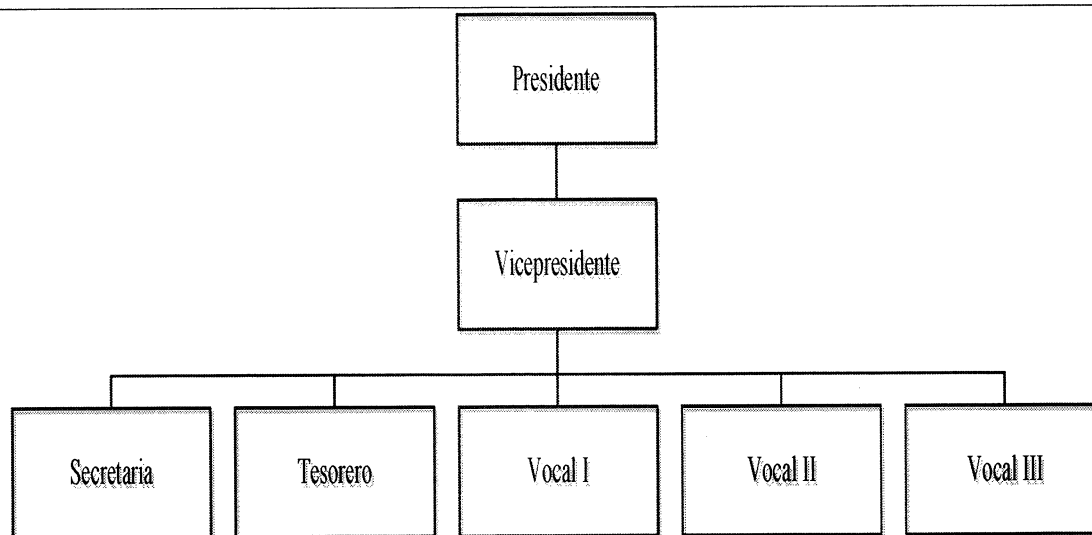 Presidente
Vicepresidente
Secretaria
Tesorero
Vocal I
Vocal II
Vocal III